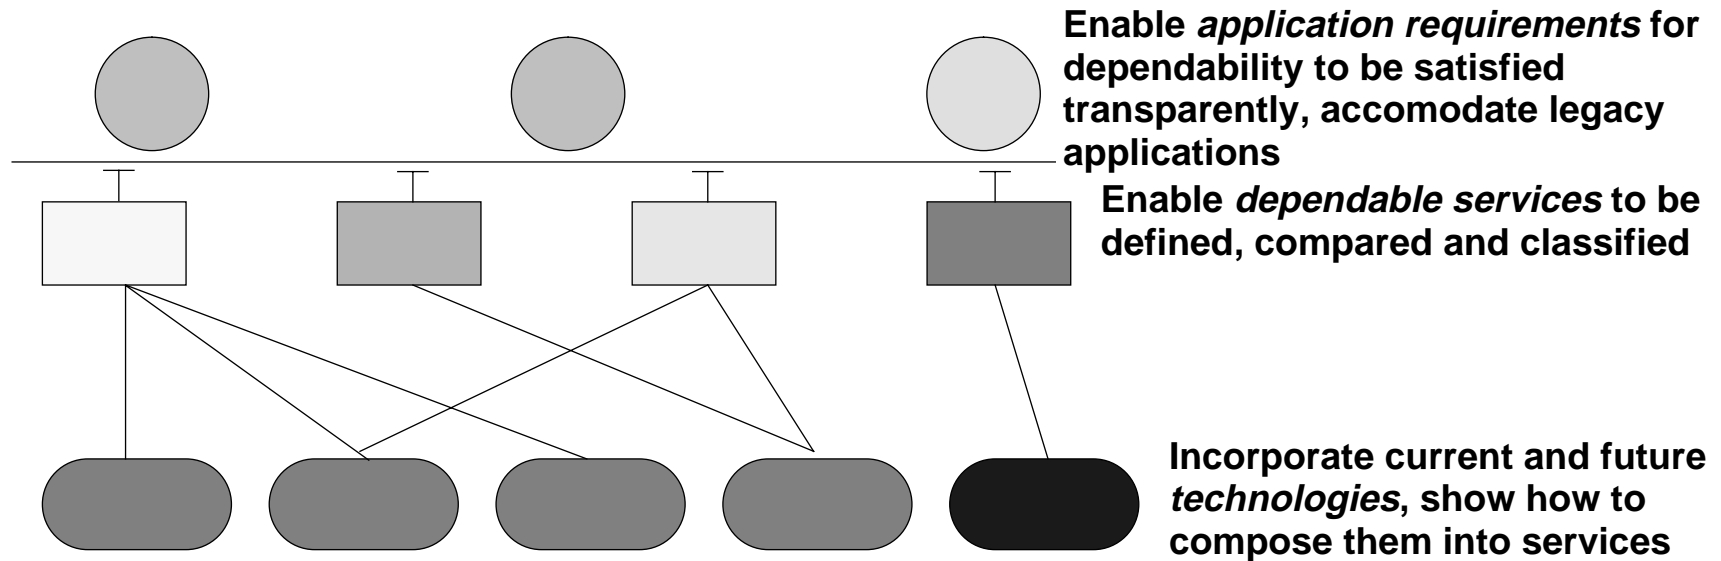 Enable application requirements for
dependability to be satisfied
transparently, accomodate legacy
applications
Enable dependable services to be
defined, compared and classified
Incorporate current and future
technologies, show how to
compose them into services